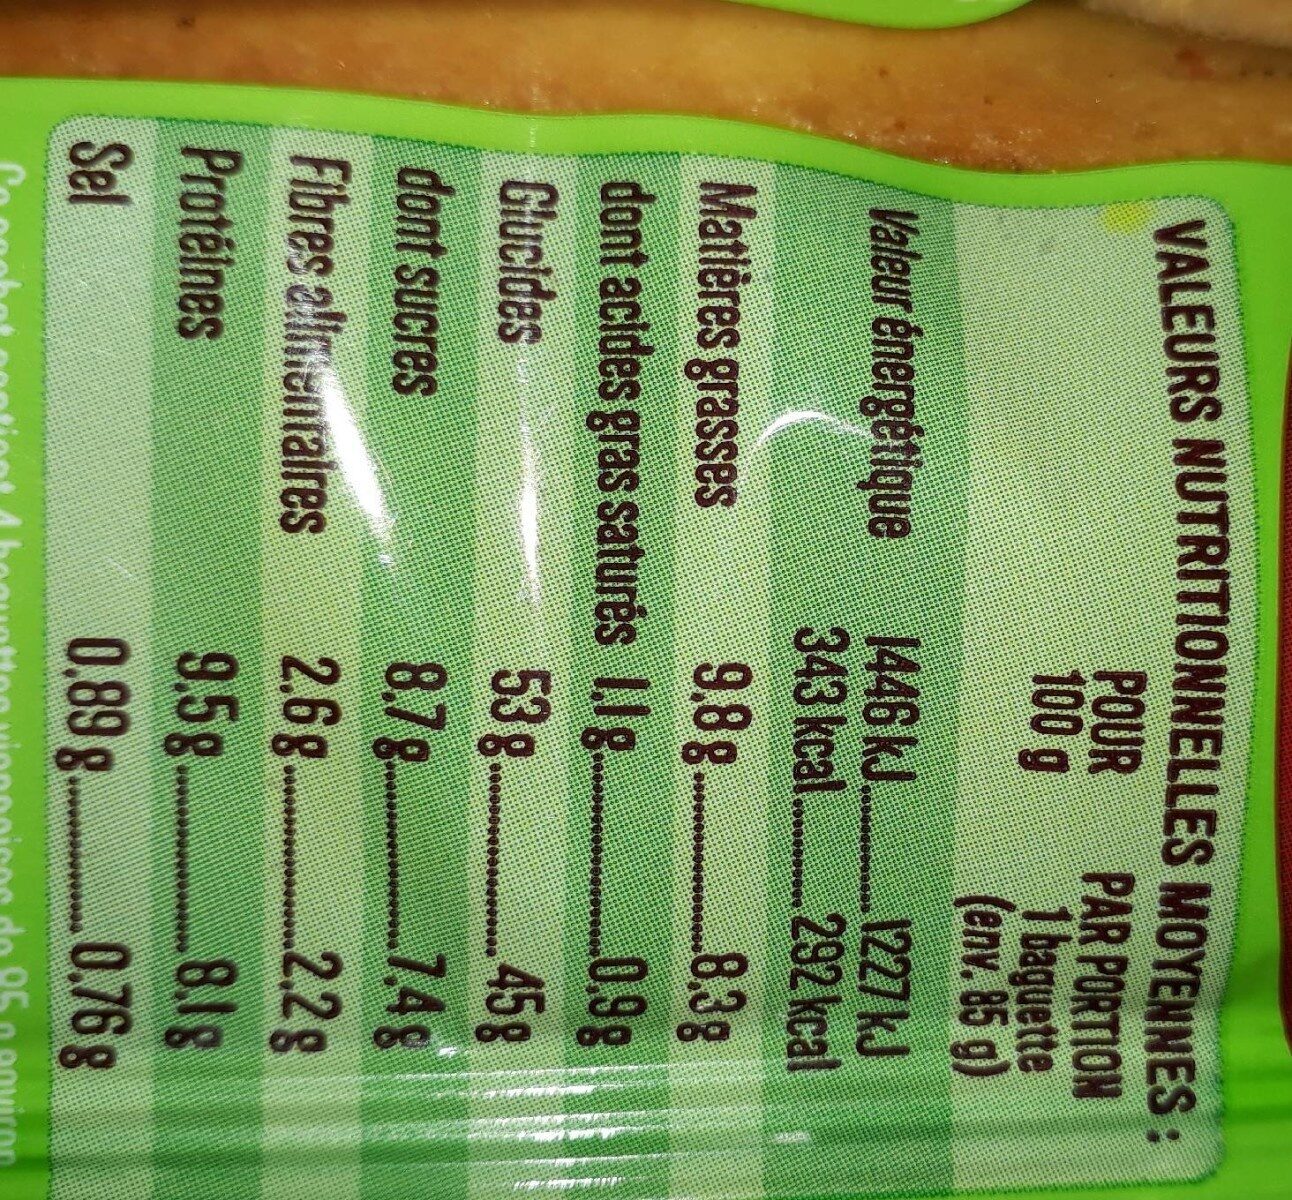 VALEURS NUTRITIONNELLES MOYENNES :
POUR 100 g
PAR PORTION 1 baguette (env. 85 g)
Valeur énergétique 1446 kJ 1227 kJ
343 kcal 292 kcal
Matières grasses 9,8 g 8,3 g
dont acides gras saturés 1,1 g 0,9 g
Glucides 53 g 45 g
dont sucres 8,7 g 7,4 g
Fibres alimentaires 2,6 g 2,2 g
Protéines 9,5 g 8,1 g
Sel 0,89 g 0,76 g